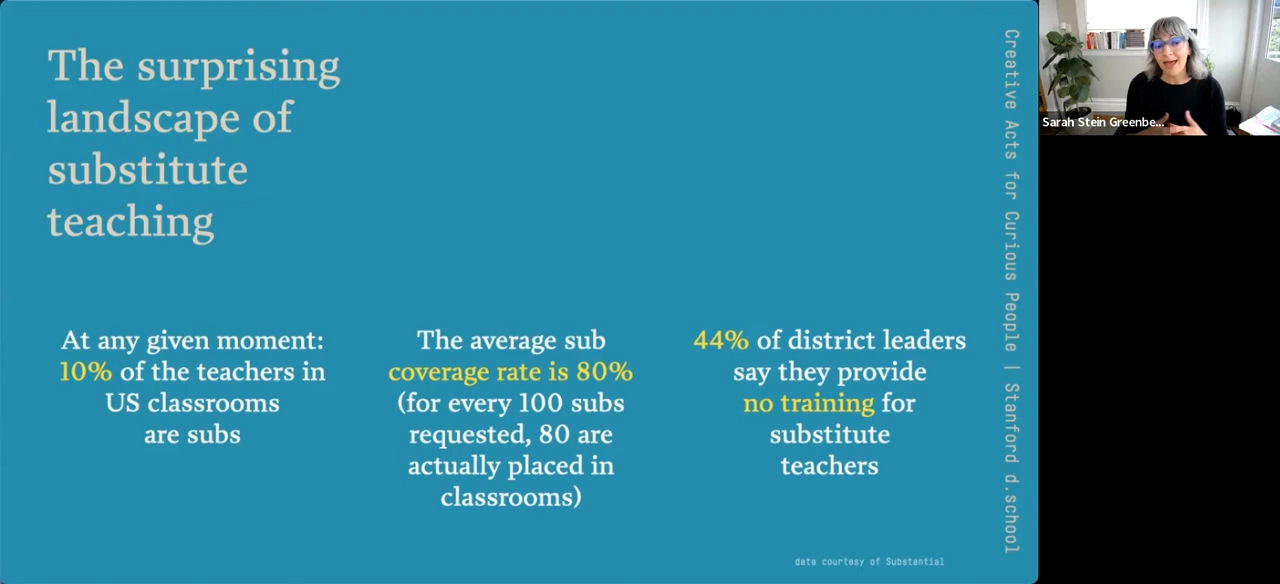 The surprising
landscape of
substitute
teaching
At any given moment:
10% of the teachers in
US classrooms
are subs
The average sub
coverage rate is 80%
(for every 100 subs
requested, 80 are
actually placed in
classrooms)
44% of district leaders
say they provide
no training for
substitute
teachers
data courtesy of Substantial
Creative Acts for Curious People | Stanford d.school
Sarah Stein Greenbe...